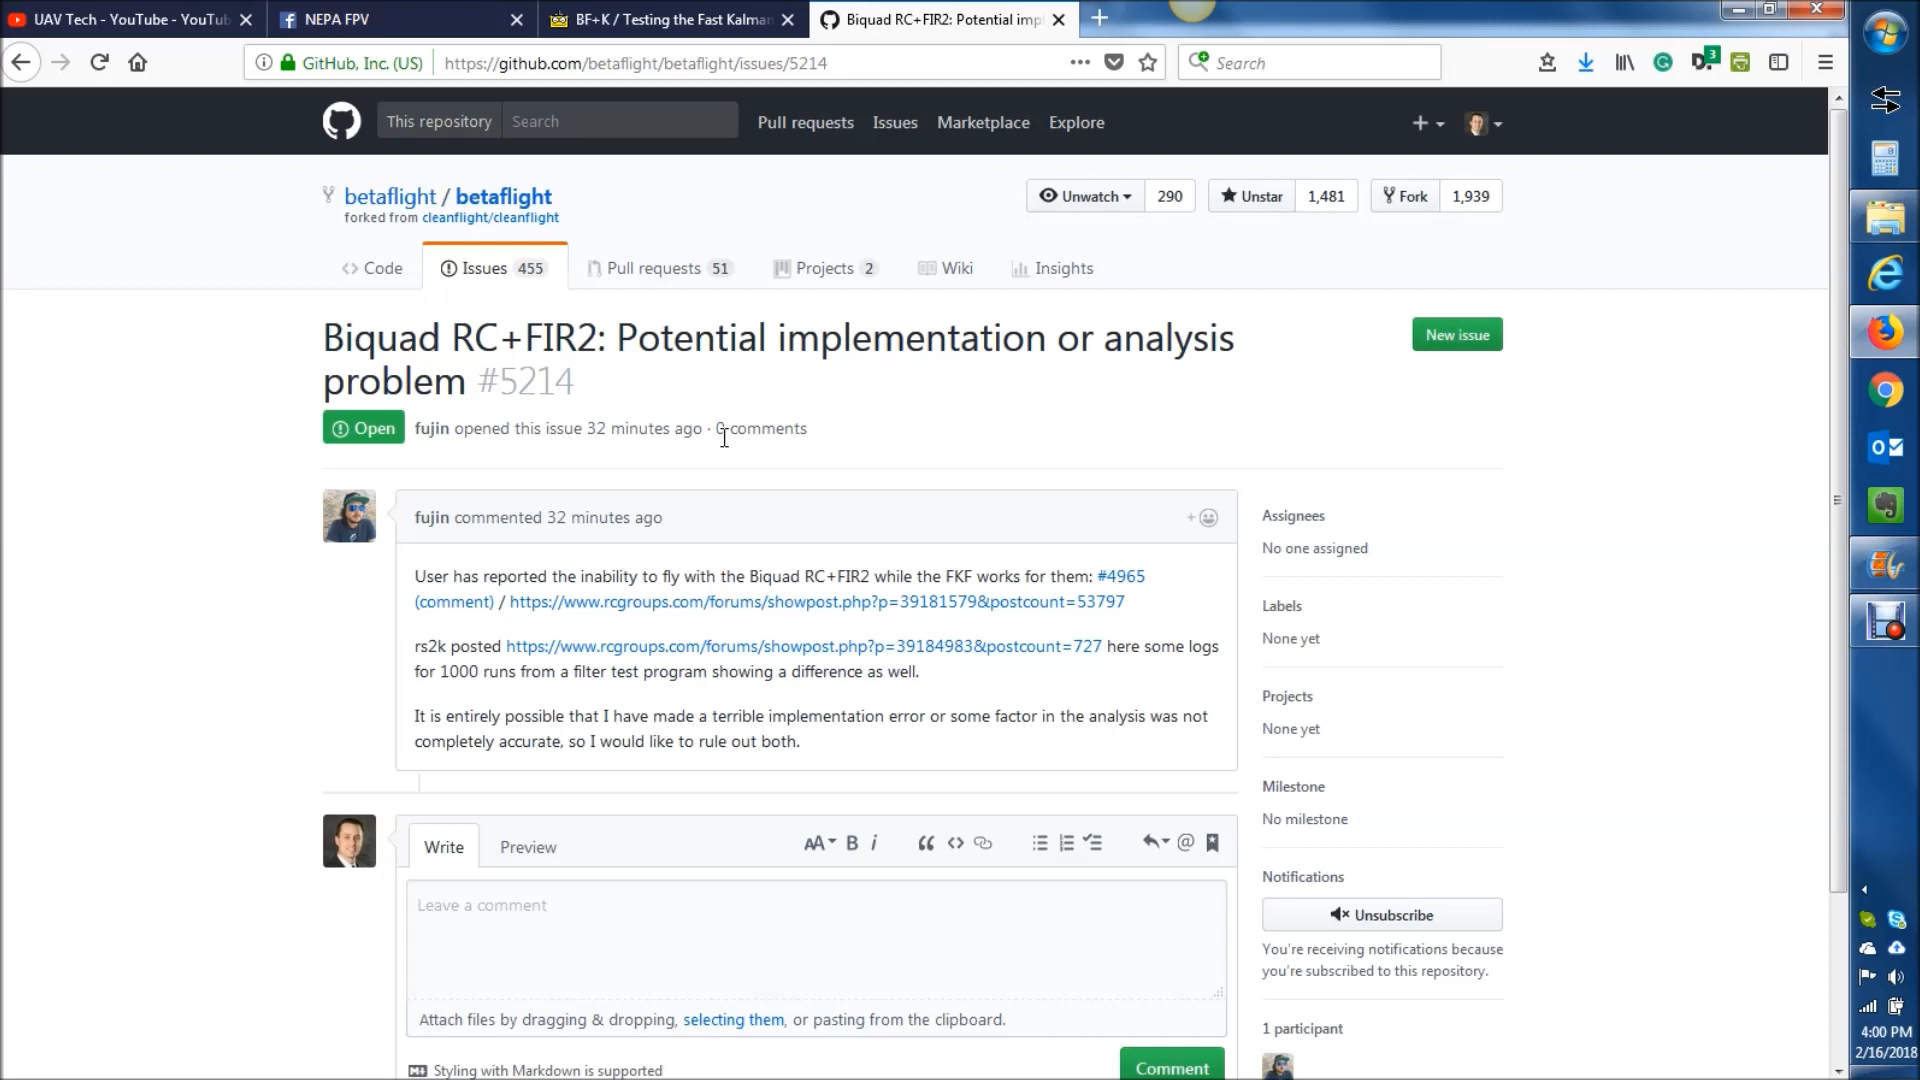 UAV Tech - YouTube - YouTub
NEPA FPV
BF+K / Testing the Fast Kalman
Biquad RC+FIR2: Potential imp
GitHub, Inc. (US)
https://github.com/betaflight/betaflight/issues/5214
Search
3
This repository
Search
Pull requests
Issues
Marketplace
Explore
betaflight / betaflight
forked from cleanflight/cleanflight
Unwatch 290
Unstar 1,481
Fork 1,939
Code
Issues 455
Pull requests 51
Projects 2
Wiki
Insights
Biquad RC+FIR2: Potential implementation or analysis
problem #5214
New issue
Open
fujin opened this issue 32 minutes ago · 0 comments
fujin commented 32 minutes ago
User has reported the inability to fly with the Biquad RC+FIR2 while the FKF works for them: #4965
(comment) / https://www.rcgroups.com/forums/showpost.php?p=39181579&postcount=53797
rs2k posted https://www.rcgroups.com/forums/showpost.php?p=39184983&postcount=727 here some logs
for 1000 runs from a filter test program showing a difference as well.
It is entirely possible that I have made a terrible implementation error or some factor in the analysis was not
completely accurate, so I would like to rule out both.
Assignees
No one assigned
Labels
None yet
Projects
None yet
Milestone
No milestone
Notifications
Unsubscribe
You're receiving notifications because
you're subscribed to this repository.
1 participant
Write
Preview
AA B i
Leave a comment
Attach files by dragging & dropping, selecting them, or pasting from the clipboard.
Styling with Markdown is supported
Comment
4:00 PM
2/16/2018